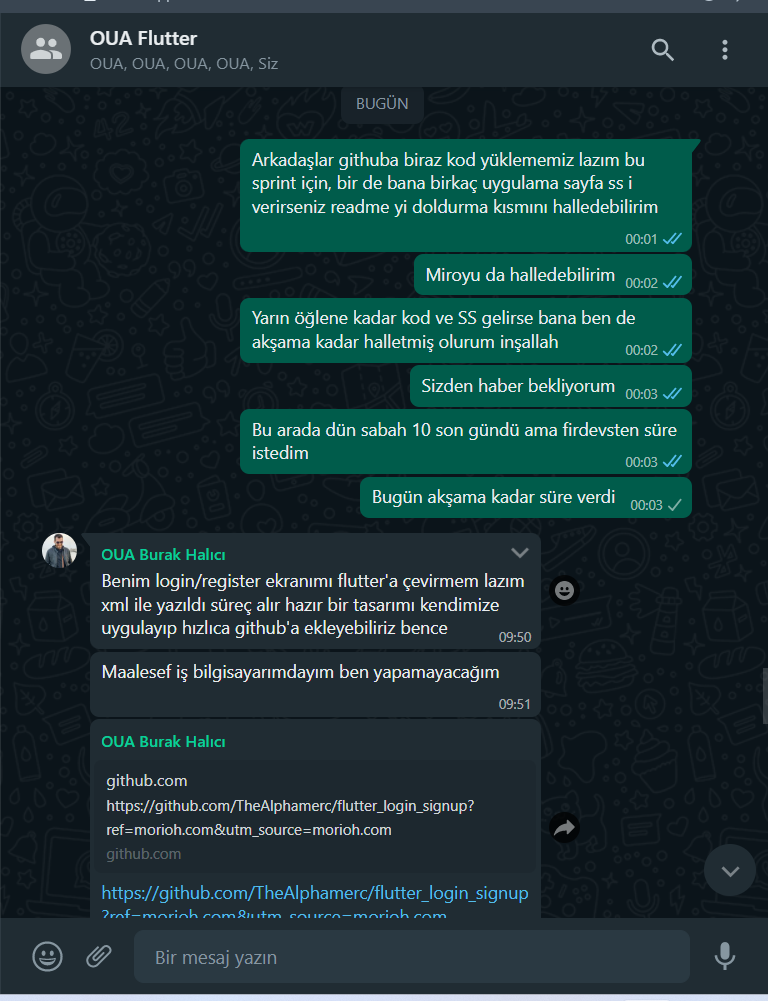 OUA Flutter
OUA, OUA, OUA, OUA, Siz
BUGÜN
Arkadaşlar githuba biraz kod yüklememiz lazım bu
sprint için, bir de bana birkaç uygulama sayfa ss i
verirseniz readme yi doldurma kısmını halledebilirim
00:01
Miroyu da halledebilirim
00:02
Yarın öğlene kadar kod ve SS gelirse bana ben de
akşama kadar halletmiş olurum inşallah
00:02
Sizden haber bekliyorum
00:03
Bu arada dün sabah 10 son gündü ama firdevsten süre
istedim
00:03
Bugün akşama kadar süre verdi
00:03
OUA Burak Halıcı
Benim login/register ekranımı flutter'a çevirmem lazım
xml ile yazıldı süreç alır hazır bir tasarımı kendimize
uygulayıp hızlıca github'a ekleyebiliriz bence
09:50
Maalesef iş bilgisayarımdayım ben yapamayacağım
09:51
OUA Burak Halıcı
github.com
https://github.com/TheAlphamerc/flutter_login_signup?
ref=morioh.com&utm_source=morioh.com
github.com
https://github.com/TheAlphamerc/flutter_login_signup
?ref=morioh.com&utm_source=morioh.com
Bir mesaj yazın